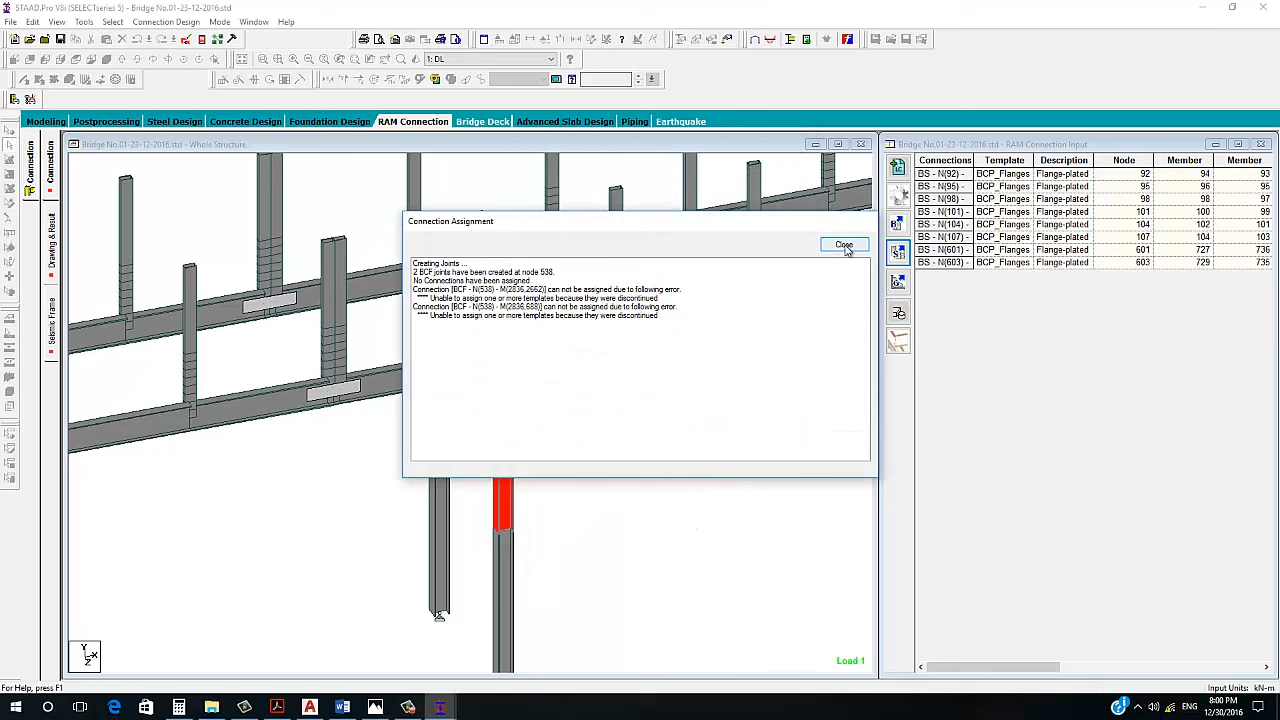 STAAD.Pro V8i (SELECTseries 5) - Bridge No.01-23-12-2016.std
File Edit View Tools Select Connection Design Mode Window Help
1: DL
Modeling Postprocessing Steel Design Concrete Design Foundation Design RAM Connection Bridge Deck Advanced Slab Design Piping Earthquake
Bridge No.01-23-12-2016.std - Whole Structure
Bridge No.01-23-12-2016.std - RAM Connection Input
Connection
Connection
Drawing & Result
Seismic Frame
Connections Template Description Node Member Member
BS - N(92) - BCP_Flanges Flange-plated 92 94 93
BS - N(95) - BCP_Flanges Flange-plated 95 96 95
BS - N(98) - BCP_Flanges Flange-plated 98 98 97
BS - N(101) - BCP_Flanges Flange-plated 101 100 99
BS - N(104) - BCP_Flanges Flange-plated 104 102 101
BS - N(107) - BCP_Flanges Flange-plated 107 104 103
BS - N(601) - BCP_Flanges Flange-plated 601 727 736
BS - N(603) - BCP_Flanges Flange-plated 603 729 735
Connection Assignment
Close
Creating Joints ...
2 BCF joints have been created at node 538.
No Connections have been assigned
Connection [BCF - N(538) - M(2836,2662)] can not be assigned due to following error.
**** Unable to assign one or more templates because they were discontinued
Connection [BCF - N(538) - M(2836,688)] can not be assigned due to following error.
**** Unable to assign one or more templates because they were discontinued
Y
X
Z
Load 1
For Help, press F1
Input Units: kN-m
8:00 PM
12/30/2016